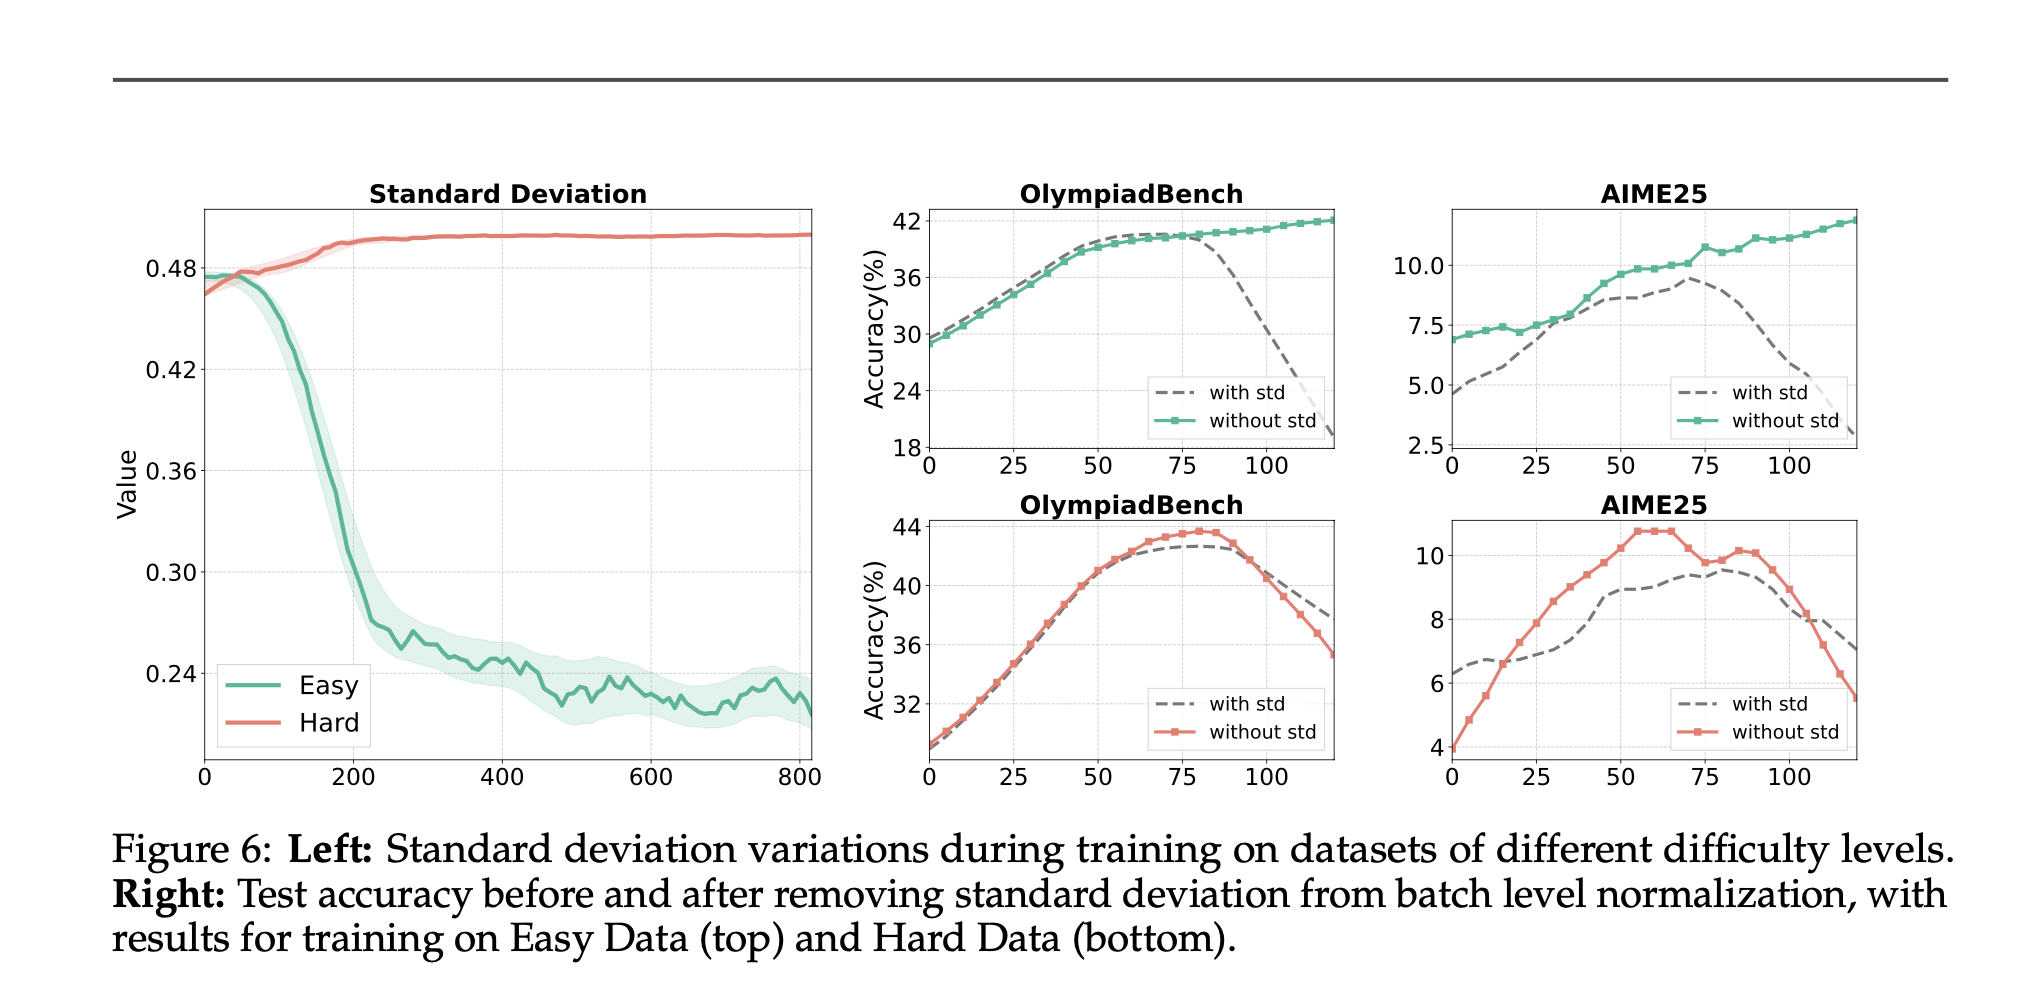 Standard Deviation
Value
0.48
0.42
0.36
0.30
0.24
0 200 400 600 800
Easy
Hard
OlympiadBench
Accuracy(%)
42
36
30
24
18
0 25 50 75 100
with std
without std
AIME25
10.0
7.5
5.0
2.5
0 25 50 75 100
with std
without std
OlympiadBench
Accuracy(%)
44
40
36
32
0 25 50 75 100
with std
without std
AIME25
10
8
6
4
0 25 50 75 100
with std
without std
Figure 6: Left: Standard deviation variations during training on datasets of different difficulty levels.
Right: Test accuracy before and after removing standard deviation from batch level normalization, with
results for training on Easy Data (top) and Hard Data (bottom).